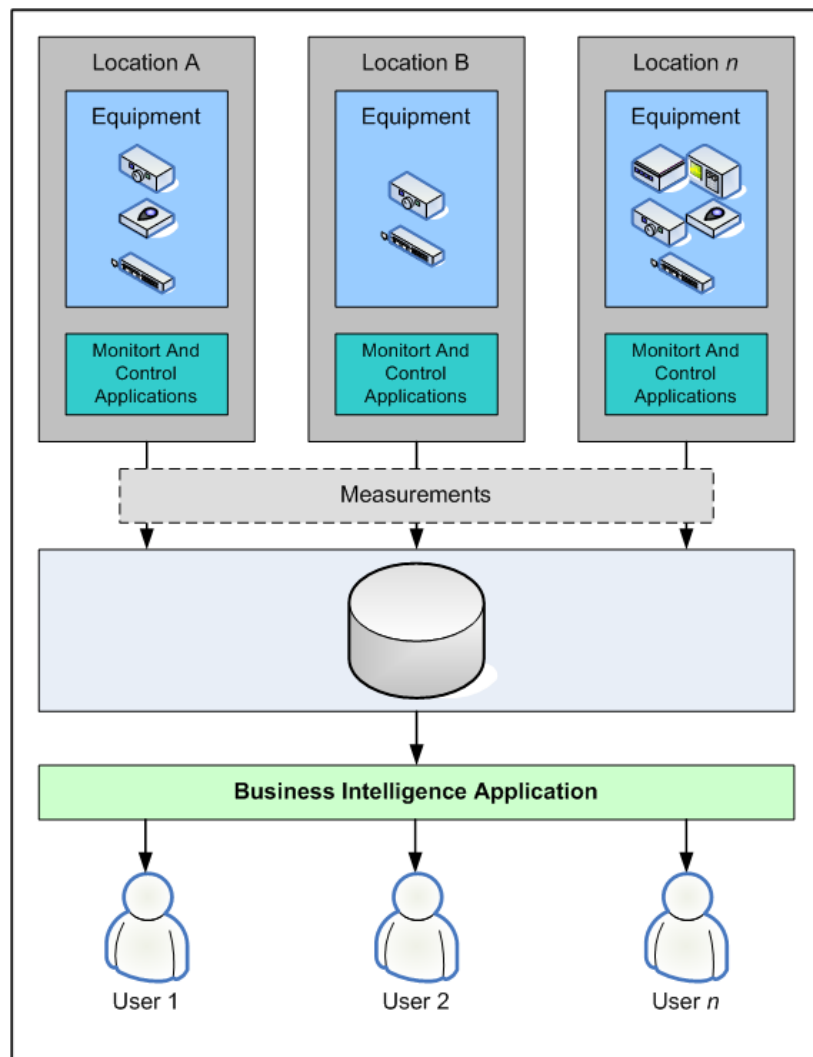 Location A
Location B
Location n
Equipment
Equipment
Equipment
Monitort And
Control
Applications
Monitort And
Control
Applications
Monitort And
Control
Applications
Measurements
Business Intelligence Application
User 1
User 2
User n